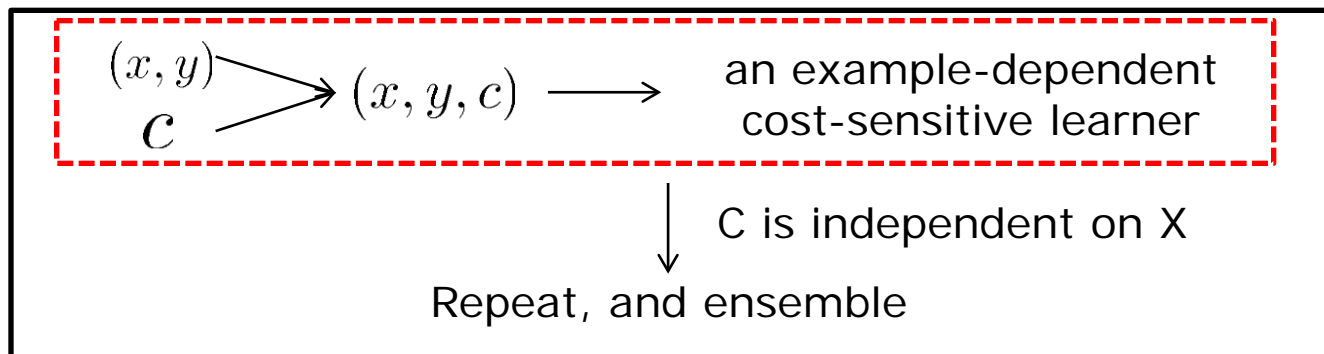 (x, y)
c
(x, y, c)
an example-dependent
cost-sensitive learner
C is independent on X
Repeat, and ensemble